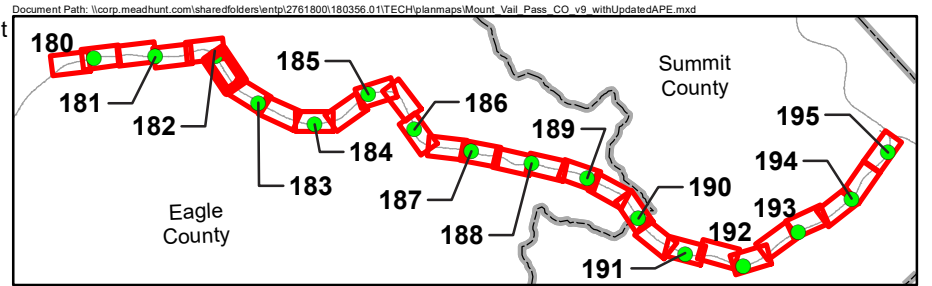 Document Path: \\corp.meadhunt.com\sharedfolders\entp\2761800\180356.01\TECH\planmaps\Mount_Vail_Pass_CO_v9_withUpdatedAPE.mxd
t
180
181
182
183
184
185
186
187
188
189
190
191
192
193
194
195
Eagle
County
Summit
County